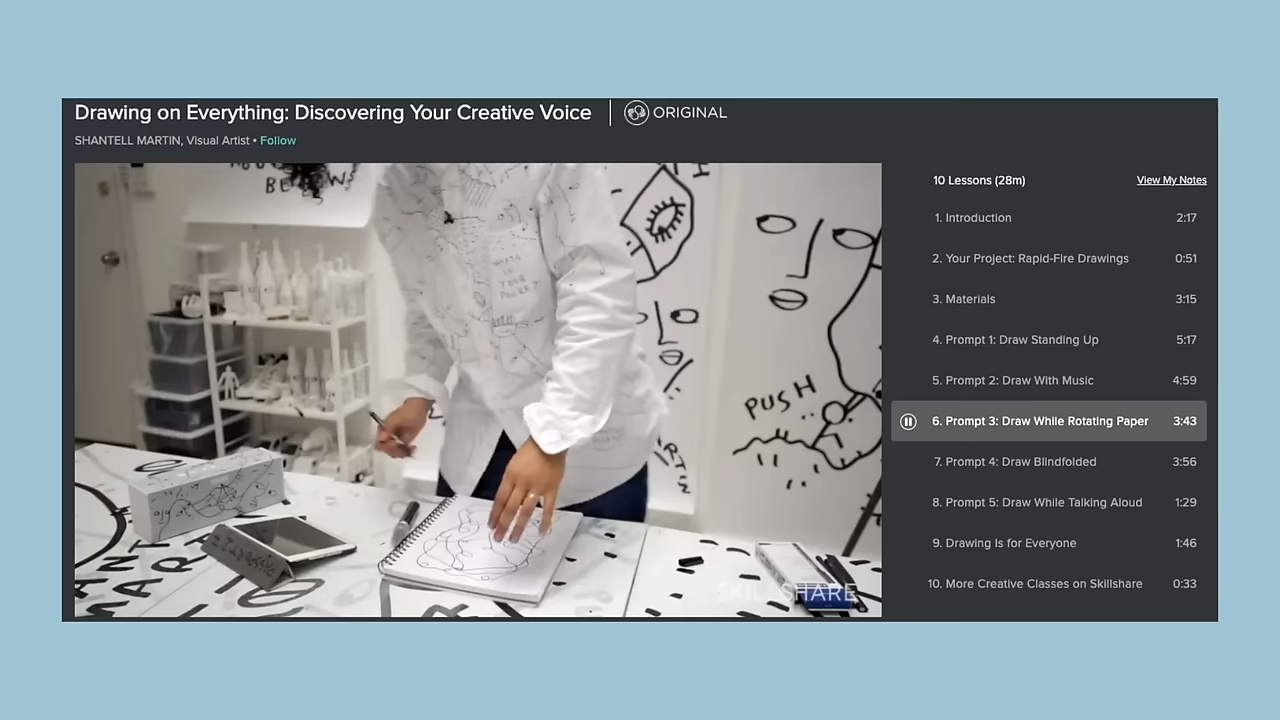 Drawing on Everything: Discovering Your Creative Voice
ORIGINAL
SHANTELL MARTIN, Visual Artist • Follow
10 Lessons (28m)
View My Notes
1. Introduction 2:17
2. Your Project: Rapid-Fire Drawings 0:51
3. Materials 3:15
4. Prompt 1: Draw Standing Up 5:17
5. Prompt 2: Draw With Music 4:59
6. Prompt 3: Draw While Rotating Paper 3:43
7. Prompt 4: Draw Blindfolded 3:56
8. Prompt 5: Draw While Talking Aloud 1:29
9. Drawing Is for Everyone 1:46
10. More Creative Classes on Skillshare 0:33
PUSH
SKILLSHARE